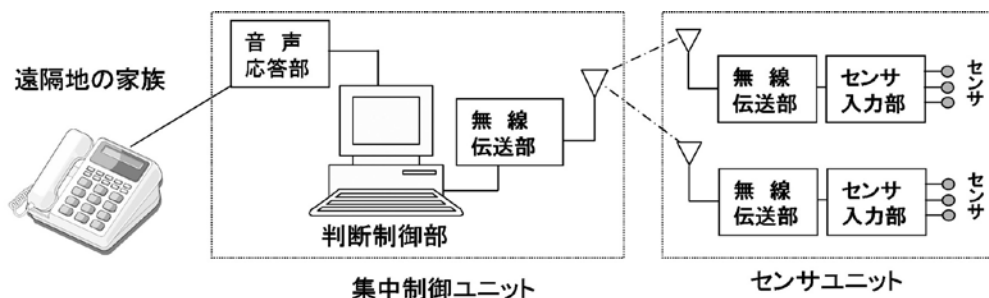 遠隔地の家族
音 声
応答部
無 線
伝送部
判断制御部
集中制御ユニット
無 線
伝送部
センサ
入力部
センサ
無 線
伝送部
センサ
入力部
センサ
センサユニット